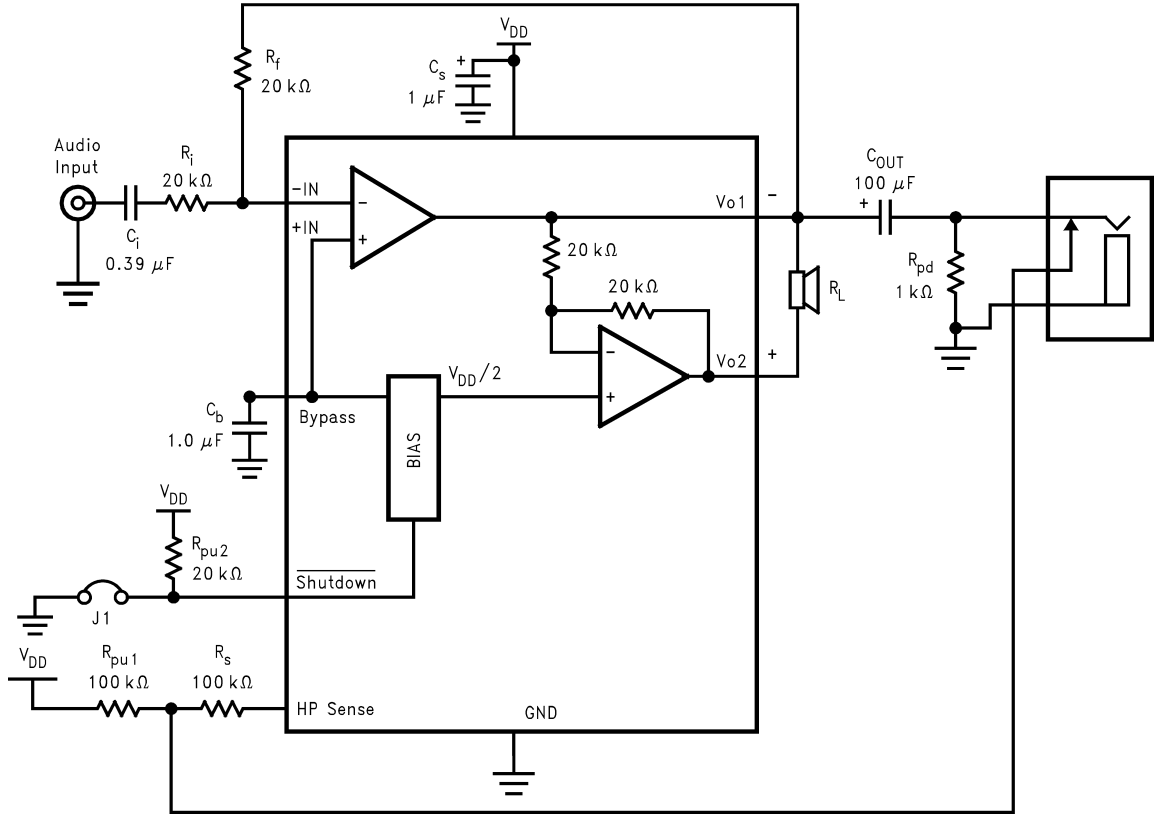 V_DD
R_f
20 kΩ
+
C_s
1 µF
Audio
Input
R_i
20 kΩ
C_i
0.39 µF
-IN
+IN
-
+
Vo1
-
C_OUT
100 µF
+
20 kΩ
20 kΩ
R_L
R_pd
1 kΩ
-
+
Vo2
+
V_DD/2
C_b
1.0 µF
Bypass
BIAS
V_DD
R_pu2
20 kΩ
Shutdown
J1
V_DD
R_pu1
100 kΩ
R_s
100 kΩ
HP Sense
GND